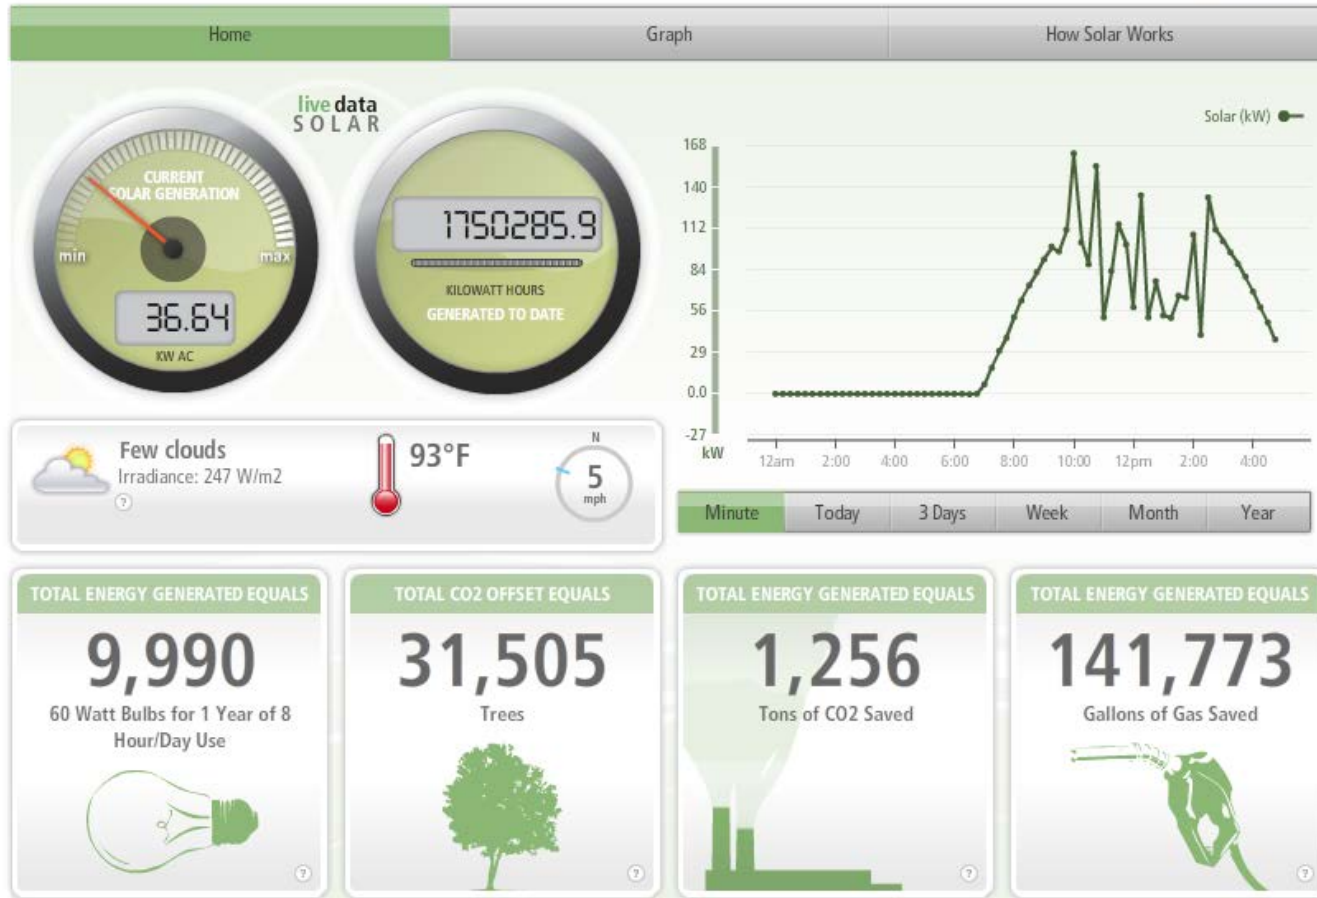 Home
Graph
How Solar Works
live data
SOLAR
CURRENT
SOLAR GENERATION
min
max
36.64
KW AC
1750285.9
KILOWATT HOURS
GENERATED TO DATE
Solar (kW)
168
140
112
84
56
29
0.0
-27
kW
12am 2:00 4:00 6:00 8:00 10:00 12pm 2:00 4:00
Minute
Today
3 Days
Week
Month
Year
Few clouds
Irradiance: 247 W/m2
?
93°F
N
5
mph
TOTAL ENERGY GENERATED EQUALS
9,990
60 Watt Bulbs for 1 Year of 8
Hour/Day Use
?
TOTAL CO2 OFFSET EQUALS
31,505
Trees
?
TOTAL ENERGY GENERATED EQUALS
1,256
Tons of CO2 Saved
?
TOTAL ENERGY GENERATED EQUALS
141,773
Gallons of Gas Saved
?